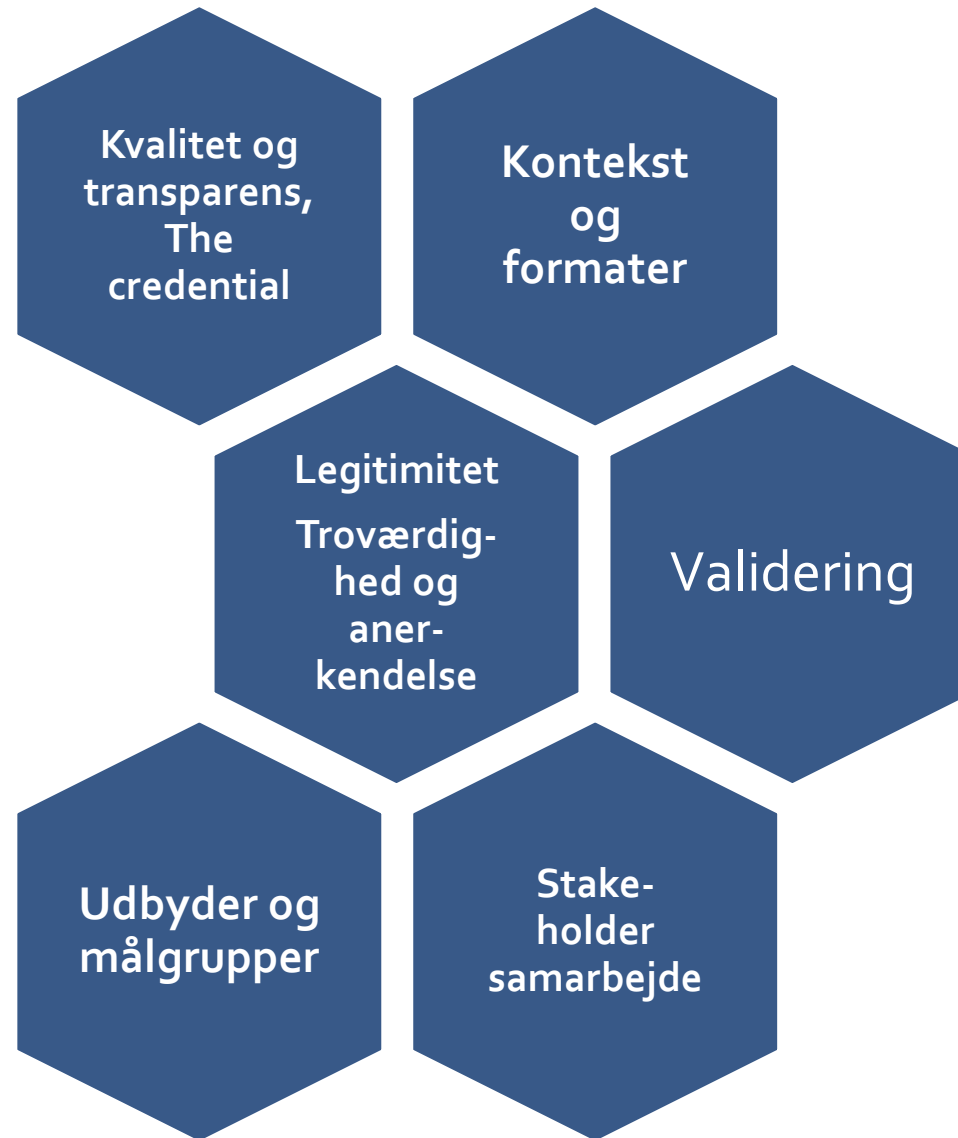 Kvalitet og
transparens,
The
credential
Kontekst
og
formater
Legitimitet
Troværdig-
hed og
aner-
kendelse
Validering
Udbyder og
målgrupper
Stake-
holder
samarbejde